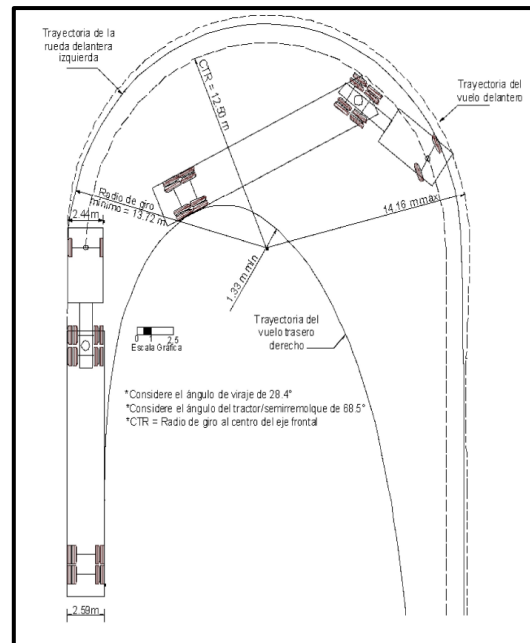 Trayectoria de la
rueda delantera
izquierda
Trayectoria del
vuelo delantero
CTR = 12.50 m
Radio de giro
mínimo = 13.72 m
2.44m
14.16 m max
1.33 m min
Trayectoria del
vuelo trasero
derecho
0 1 2.5
Escala Gráfica
*Considere el ángulo de viraje de 28.4°
*Considere el ángulo del tractor/semirremolque de 68.5°
*CTR = Radio de giro al centro del eje frontal
2.59m